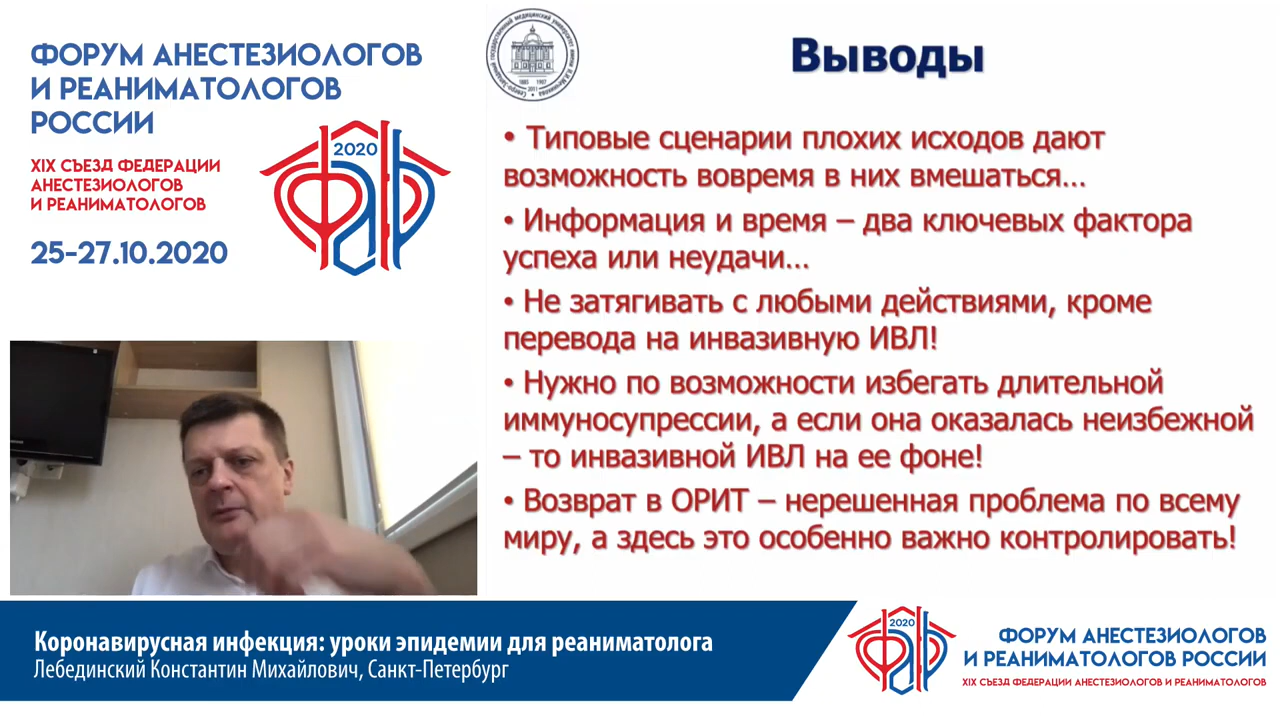 ФОРУМ АНЕСТЕЗИОЛОГОВ
И РЕАНИМАТОЛОГОВ
РОССИИ
XIX СЪЕЗД ФЕДЕРАЦИИ
АНЕСТЕЗИОЛОГОВ
И РЕАНИМАТОЛОГОВ
25-27.10.2020
2020
ФАР
Выводы
• Типовые сценарии плохих исходов дают
возможность вовремя в них вмешаться...
• Информация и время – два ключевых фактора
успеха или неудачи...
• Не затягивать с любыми действиями, кроме
перевода на инвазивную ИВЛ!
• Нужно по возможности избегать длительной
иммуносупрессии, а если она оказалась неизбежной
– то инвазивной ИВЛ на ее фоне!
• Возврат в ОРИТ – нерешенная проблема по всему
миру, а здесь это особенно важно контролировать!
Коронавирусная инфекция: уроки эпидемии для реаниматолога
Лебединский Константин Михайлович, Санкт-Петербург
2020
ФАР
ФОРУМ АНЕСТЕЗИОЛОГОВ
И РЕАНИМАТОЛОГОВ РОССИИ
XIX СЪЕЗД ФЕДЕРАЦИИ АНЕСТЕЗИОЛОГОВ И РЕАНИМАТОЛОГОВ